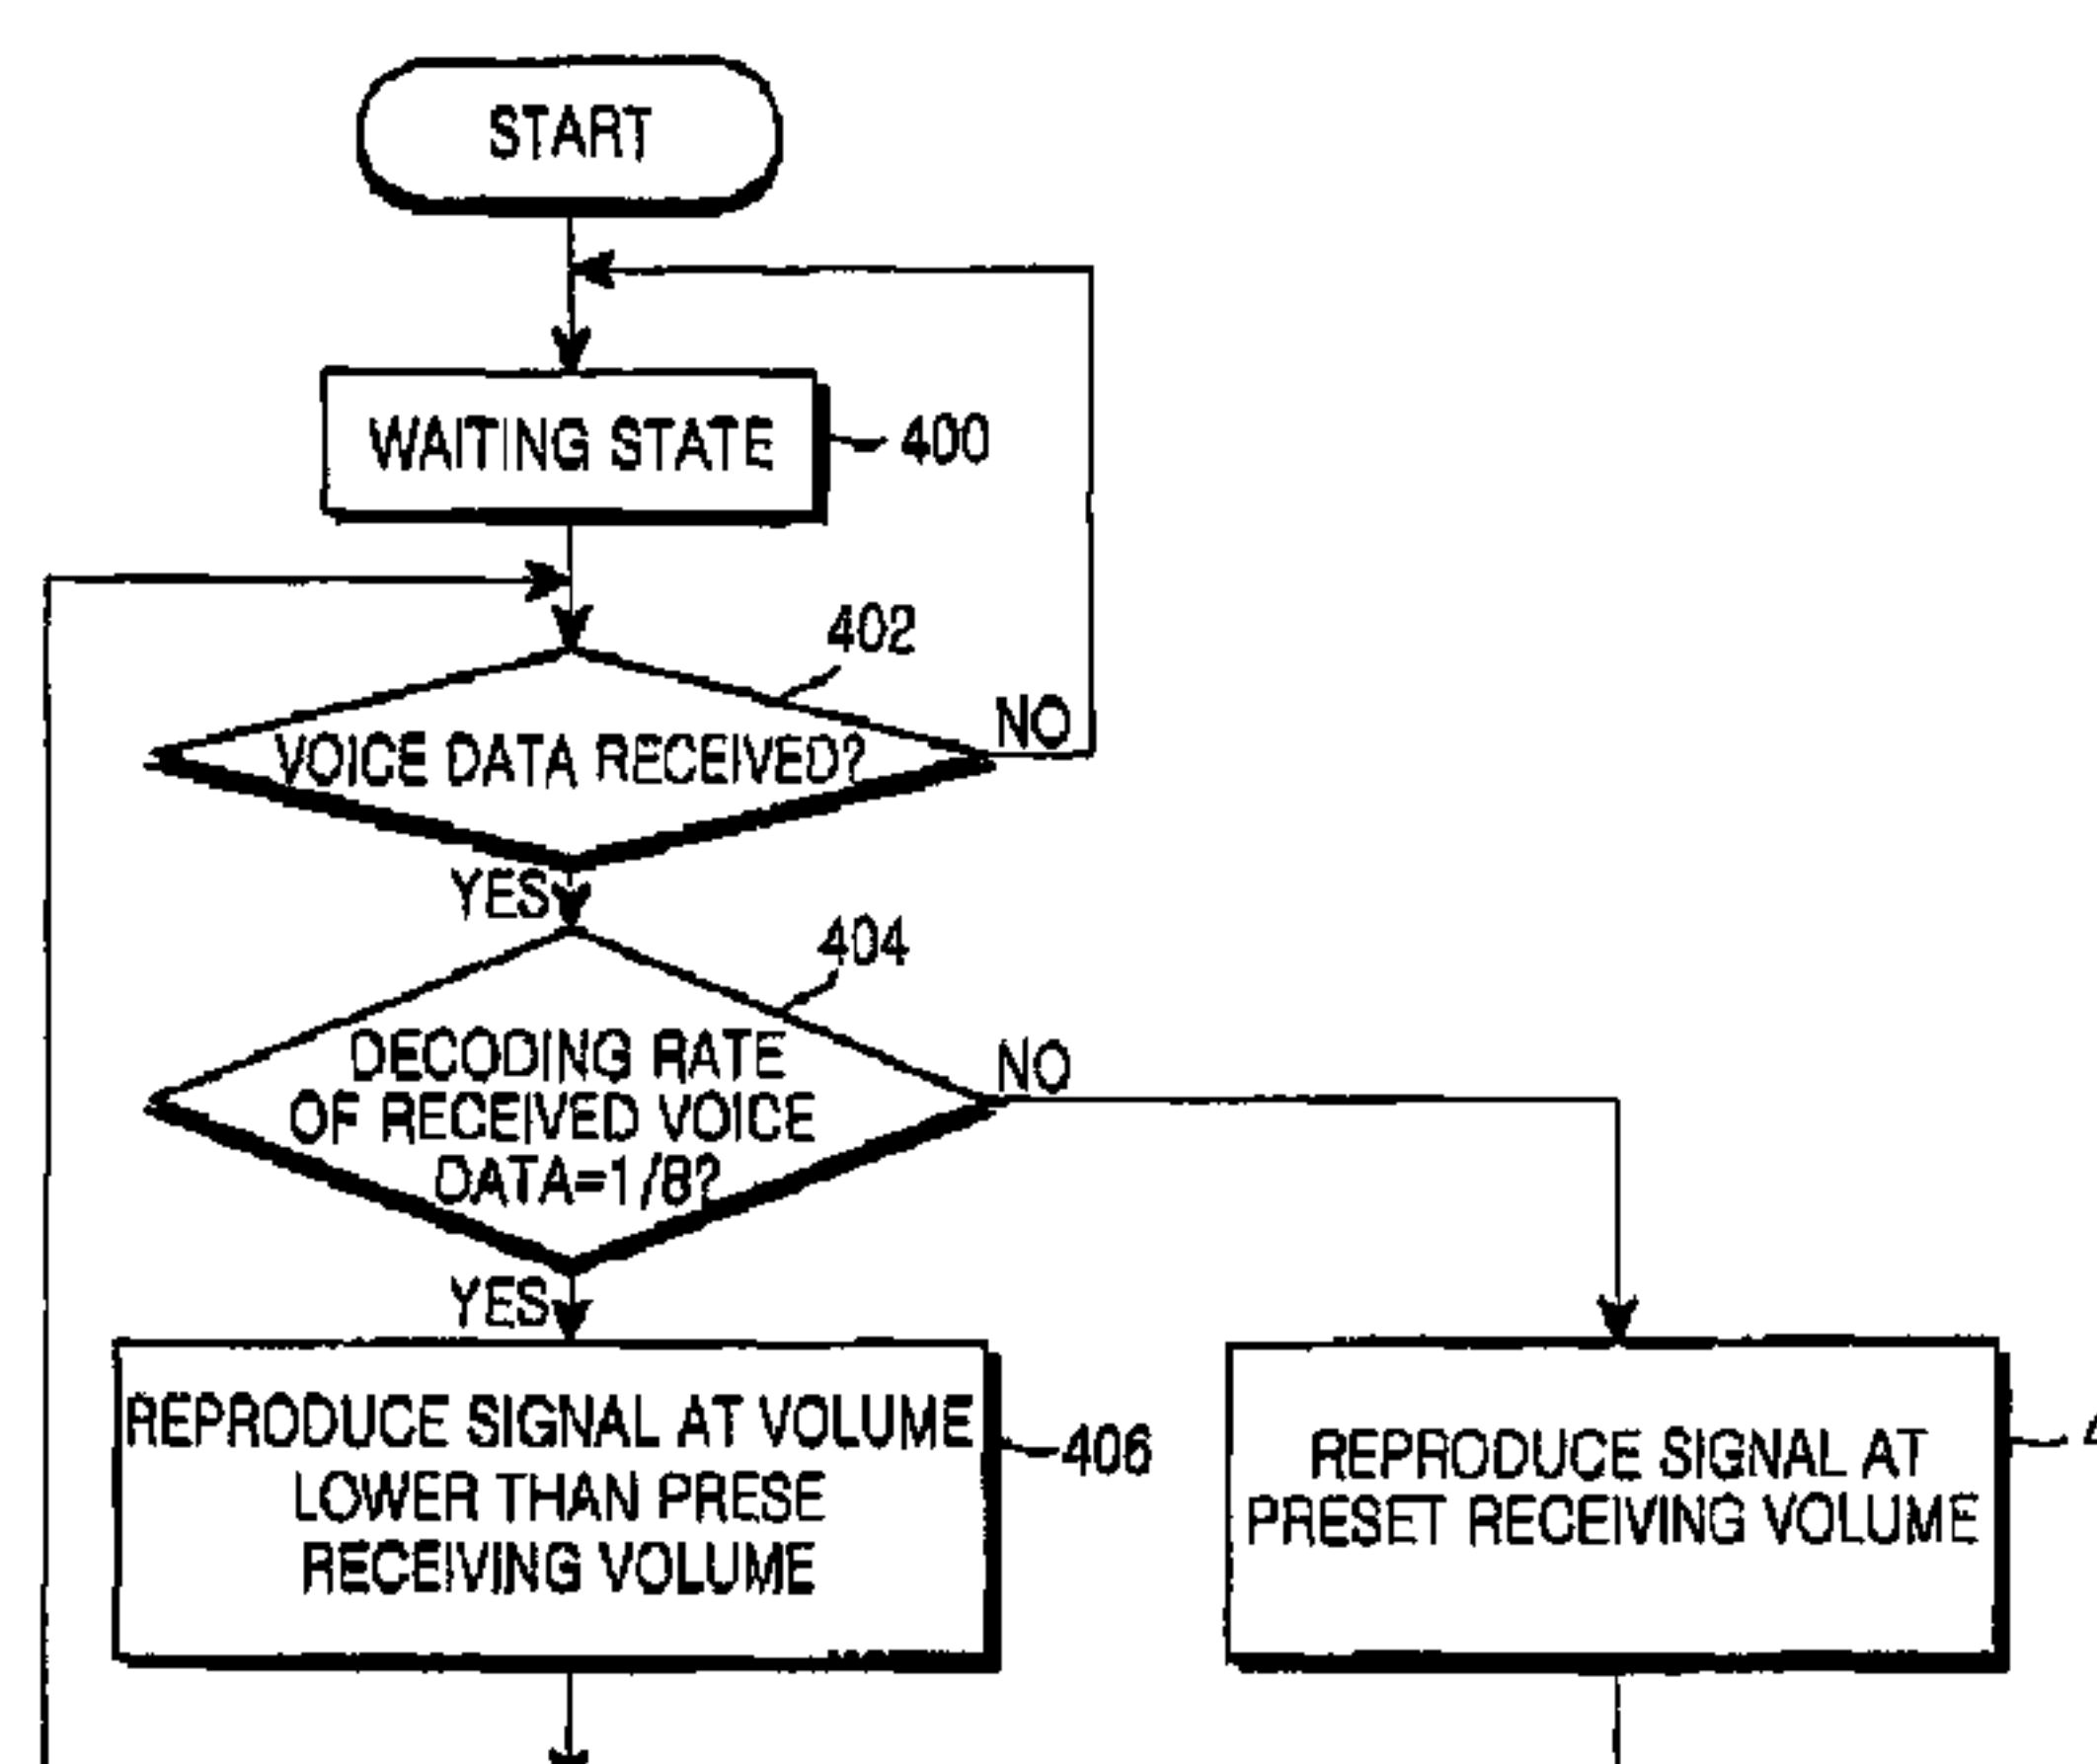 START
WAITING STATE
400
402
VOICE DATA RECEIVED?
NO
YES
404
DECODING RATE
OF RECEIVED VOICE
DATA=1/8?
NO
YES
REPRODUCE SIGNAL AT VOLUME
LOWER THAN PRESE
RECEIVING VOLUME
406
REPRODUCE SIGNAL AT
PRESET RECEIVING VOLUME